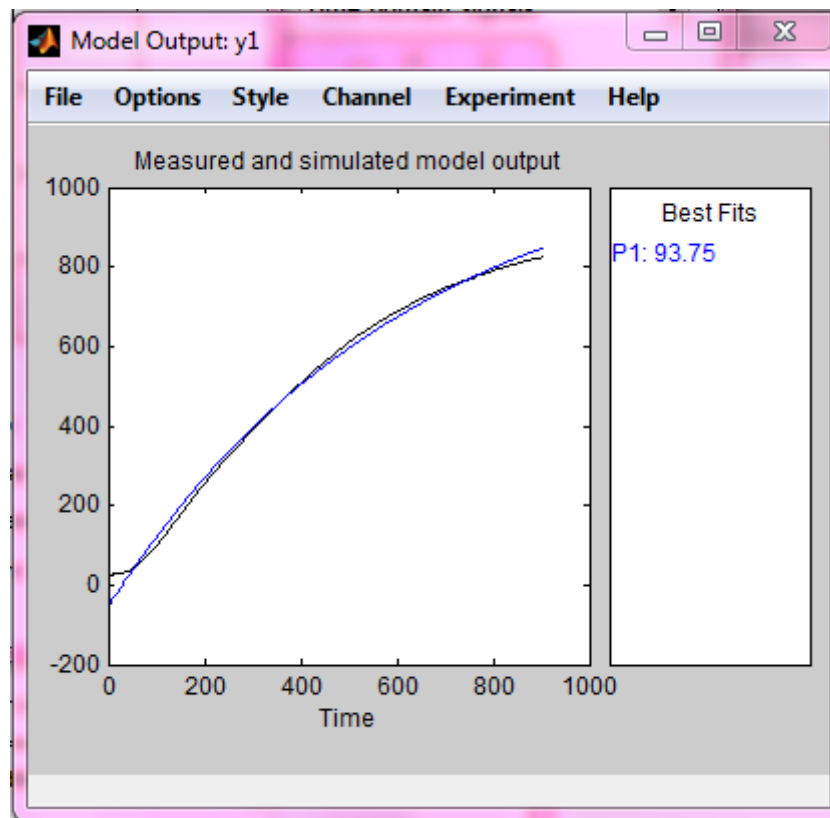 Model Output: y1
File Options Style Channel Experiment Help
Measured and simulated model output
1000
800
600
400
200
0
-200
0 200 400 600 800 1000
Time
Best Fits
P1: 93.75